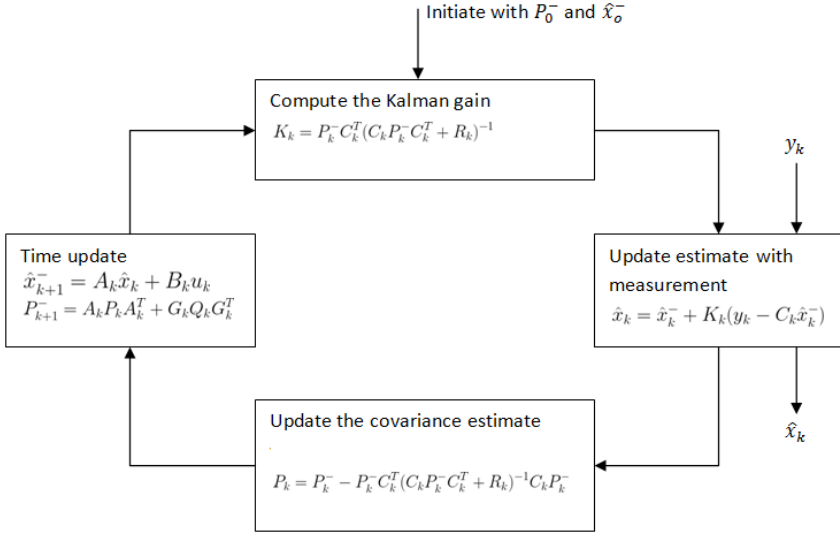 Initiate with $P_0^-$ and $\hat{x}_o^-$
Compute the Kalman gain
$K_k = P_k^- C_k^T (C_k P_k^- C_k^T + R_k)^{-1}$
$y_k$
Time update
$\hat{x}_{k+1}^- = A_k \hat{x}_k + B_k u_k$
$P_{k+1}^- = A_k P_k A_k^T + G_k Q_k G_k^T$
Update estimate with
measurement
$\hat{x}_k = \hat{x}_k^- + K_k (y_k - C_k \hat{x}_k^-)$
$\hat{x}_k$
Update the covariance estimate
$P_k = P_k^- - P_k^- C_k^T (C_k P_k^- C_k^T + R_k)^{-1} C_k P_k^-$